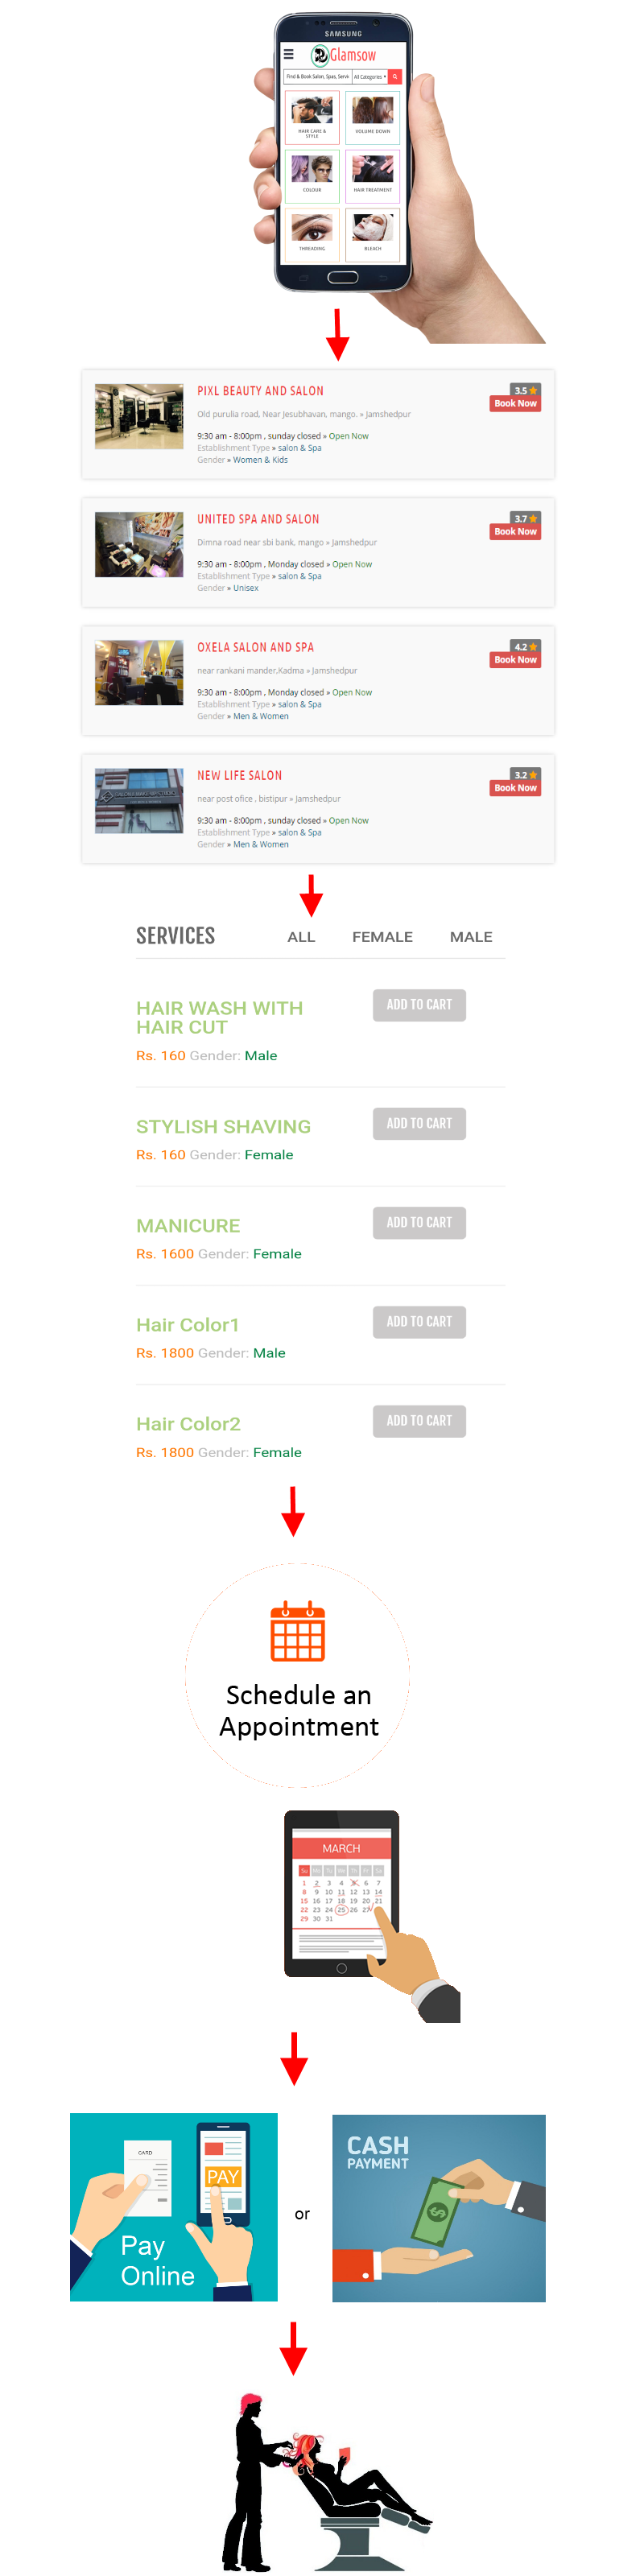 SAMSUNG
Glamsow
Find & Book Salon, Spas, Servi
All Categories
HAIR CARE &
STYLE
VOLUME DOWN
COLOUR
HAIR TREATMENT
THREADING
BLEACH
PIXL BEAUTY AND SALON
3.5
Book Now
Old purulia road, Near Jesubhavan, mango. » Jamshedpur
9:30 am - 8:00pm , sunday closed » Open Now
Establishment Type » salon & Spa
Gender » Women & Kids
UNITED SPA AND SALON
3.7
Book Now
Dimna road near sbi bank, mango » Jamshedpur
9:30 am - 8:00pm , Monday closed » Open Now
Establishment Type » salon & Spa
Gender » Unisex
OXELA SALON AND SPA
4.2
Book Now
near rankani mander,Kadma » Jamshedpur
9:30 am - 8:00pm , Monday closed » Open Now
Establishment Type » salon & Spa
Gender » Men & Women
NEW LIFE SALON
3.2
Book Now
near post ofice , bistipur » Jamshedpur
9:30 am - 8:00pm , sunday closed » Open Now
Establishment Type » salon & Spa
Gender » Men & Women
SERVICES ALL FEMALE MALE
HAIR WASH WITH
HAIR CUT
ADD TO CART
Rs. 160 Gender: Male
STYLISH SHAVING
ADD TO CART
Rs. 160 Gender: Female
MANICURE
ADD TO CART
Rs. 1600 Gender: Female
Hair Color1
ADD TO CART
Rs. 1800 Gender: Male
Hair Color2
ADD TO CART
Rs. 1800 Gender: Female
Schedule an
Appointment
MARCH
Su Mo Tu We Th Fr Sa
1 2 3 4 5 6 7
8 9 10 11 12 13 14
15 16 17 18 19 20 21
22 23 24 25 26 27
29 30 31
CARD
PAY
Pay
Online
or
CASH
PAYMENT